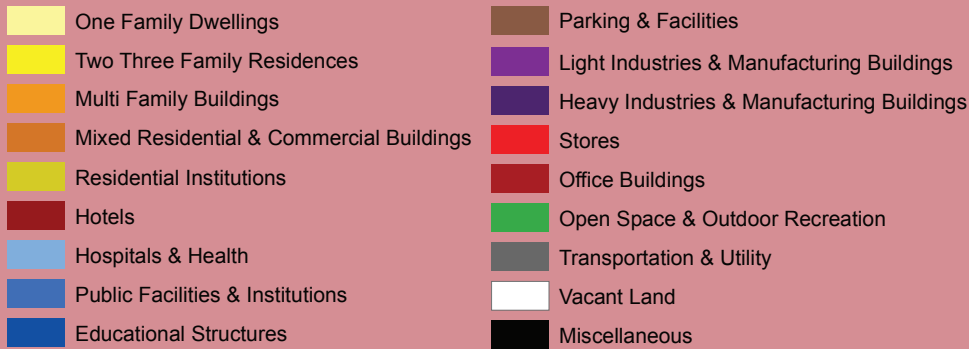 One Family Dwellings
Two Three Family Residences
Multi Family Buildings
Mixed Residential & Commercial Buildings
Residential Institutions
Hotels
Hospitals & Health
Public Facilities & Institutions
Educational Structures
Parking & Facilities
Light Industries & Manufacturing Buildings
Heavy Industries & Manufacturing Buildings
Stores
Office Buildings
Open Space & Outdoor Recreation
Transportation & Utility
Vacant Land
Miscellaneous